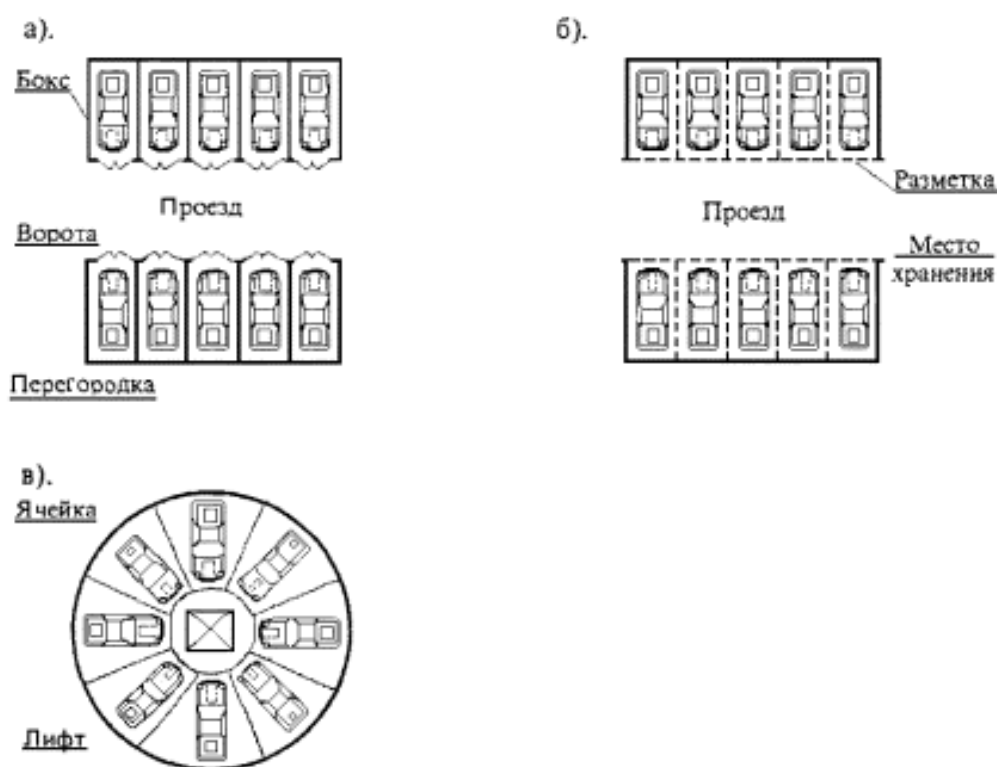 а).
Бокс
Проезд
Ворота
Перегородка
б).
Разметка
Проезд
Место
хранения
в).
Ячейка
Лифт